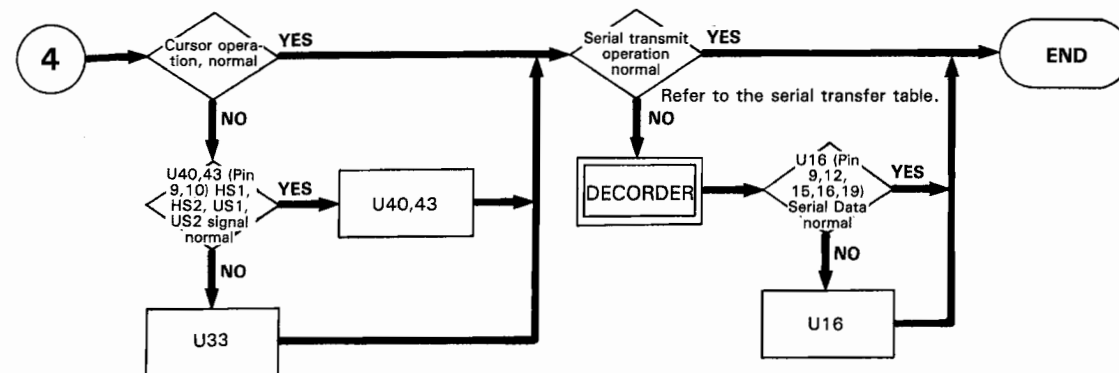 4
Cursor opera-
tion, normal
YES
NO
U40,43 (Pin
9,10) HS1,
HS2, US1,
US2 signal
normal
YES
U40,43
NO
U33
Serial transmit
operation
normal
YES
Refer to the serial transfer table.
NO
DECORDER
U16 (Pin
9,12,
15,16,19)
Serial Data
normal
YES
NO
U16
END